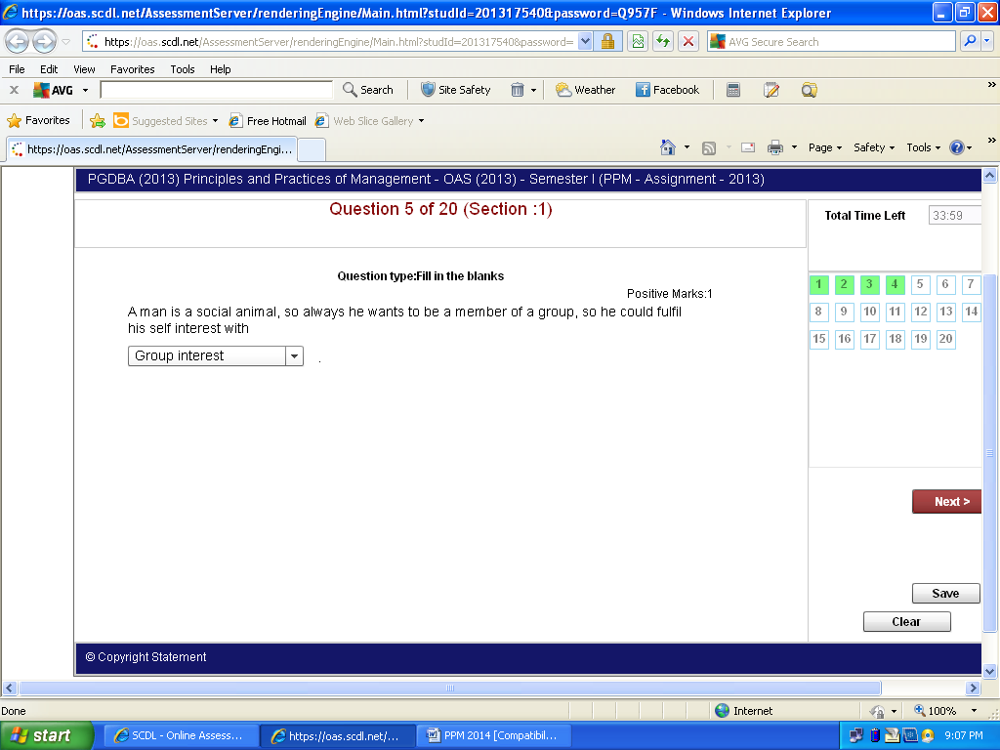 https://oas.scdl.net/AssessmentServer/renderingEngine/Main.html?studId=201317540&password=Q957F - Windows Internet Explorer
https://oas.scdl.net/AssessmentServer/renderingEngine/Main.html?studId=201317540&password= AVG Secure Search
File Edit View Favorites Tools Help
x AVG Search Site Safety Weather Facebook »
Favorites Suggested Sites Free Hotmail Web Slice Gallery
https://oas.scdl.net/AssessmentServer/renderingEngi... Page Safety Tools »
PGDBA (2013) Principles and Practices of Management - OAS (2013) - Semester I (PPM - Assignment - 2013)
Question 5 of 20 (Section :1)
Total Time Left 33:59
Question type:Fill in the blanks
Positive Marks:1
1 2 3 4 5 6 7
A man is a social animal, so always he wants to be a member of a group, so he could fulfil
his self interest with
8 9 10 11 12 13 14
15 16 17 18 19 20
Group interest .
Next >
Save
Clear
© Copyright Statement
Done Internet 100%
start SCDL - Online Assess... https://oas.scdl.net/... PPM 2014 [Compatibil... 9:07 PM